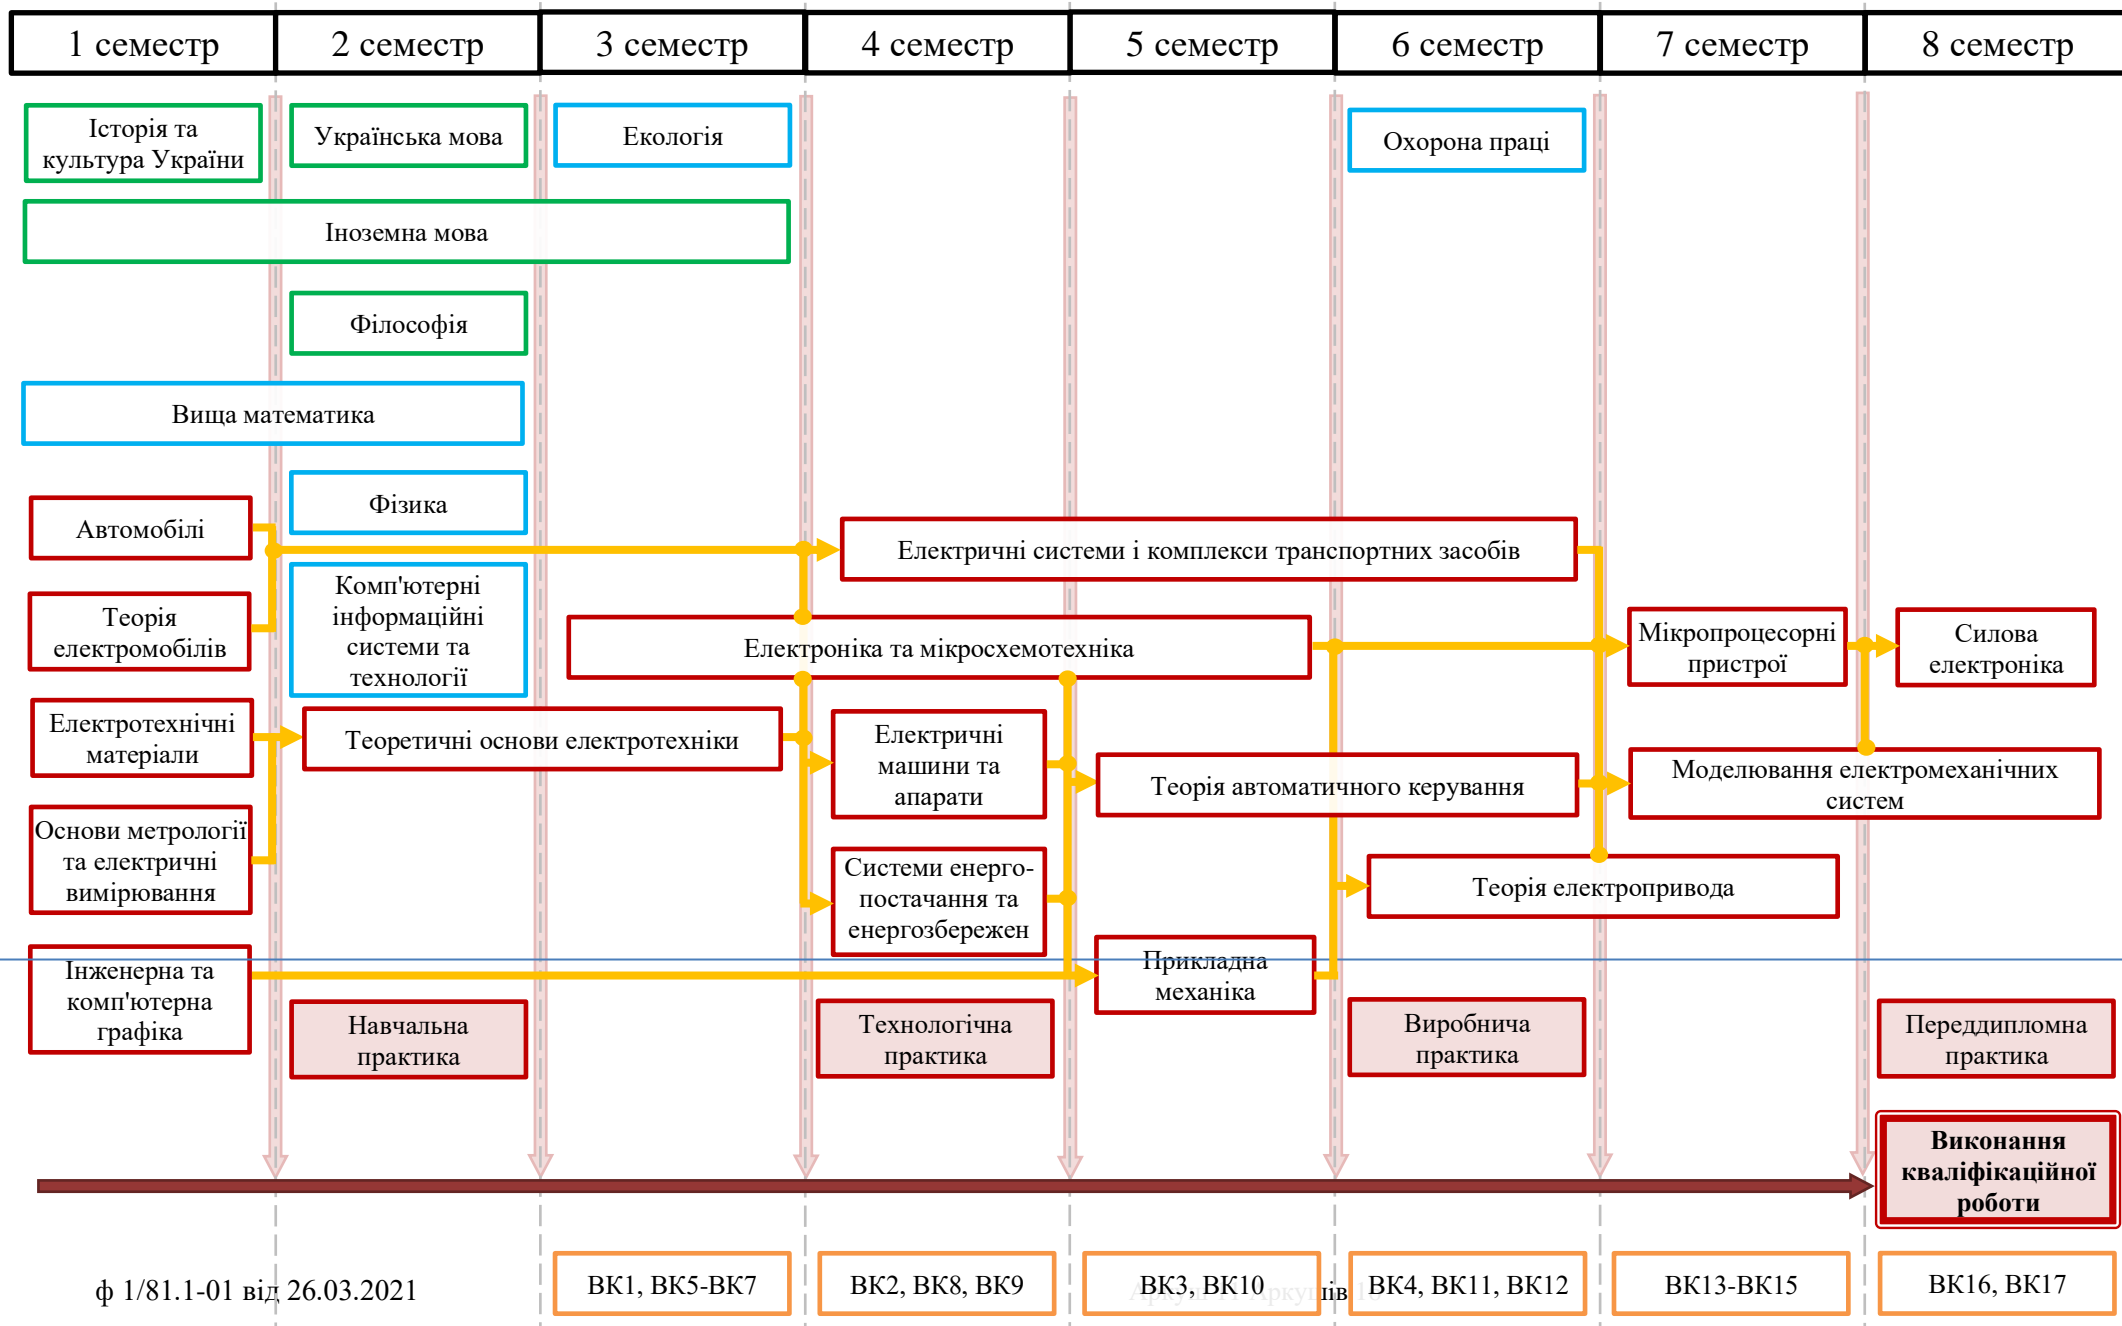 1 семестр
2 семестр
3 семестр
4 семестр
5 семестр
6 семестр
7 семестр
8 семестр
Історія та
культура України
Українська мова
Екологія
Охорона праці
Іноземна мова
Філософія
Вища математика
Фізика
Автомобілі
Електричні системи і комплекси транспортних засобів
Комп'ютерні
інформаційні
системи та
технології
Теорія
електромобілів
Електроніка та мікросхемотехніка
Мікропроцесорні
пристрої
Силова
електроніка
Електротехнічні
матеріали
Теоретичні основи електротехніки
Електричні
машини та
апарати
Теорія автоматичного керування
Моделювання електромеханічних
систем
Основи метрології
та електричні
вимірювання
Системи енерго-
постачання та
енергозбережен
Теорія електропривода
Інженерна та
комп'ютерна
графіка
Прикладна
механіка
Навчальна
практика
Технологічна
практика
Виробнича
практика
Переддипломна
практика
Виконання
кваліфікаційної
роботи
ф 1/81.1-01 від 26.03.2021
ВК1, ВК5-ВК7
ВК2, ВК8, ВК9
ВК3, ВК10
ВК4, ВК11, ВК12
ВК13-ВК15
ВК16, ВК17